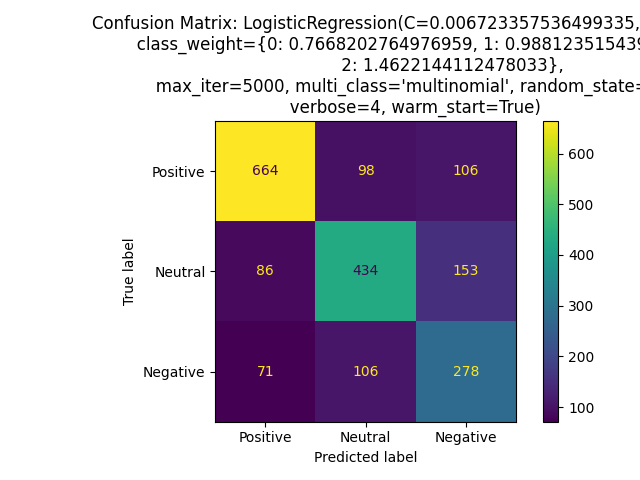 Confusion Matrix: LogisticRegression(C=0.006723357536499335,
class_weight={0: 0.7668202764976959, 1: 0.988123515439
2: 1.4622144112478033},
max_iter=5000, multi_class='multinomial', random_state=
verbose=4, warm_start=True)
Positive 664 98 106
Neutral 86 434 153
Negative 71 106 278
True label
Positive Neutral Negative
Predicted label
600
500
400
300
200
100